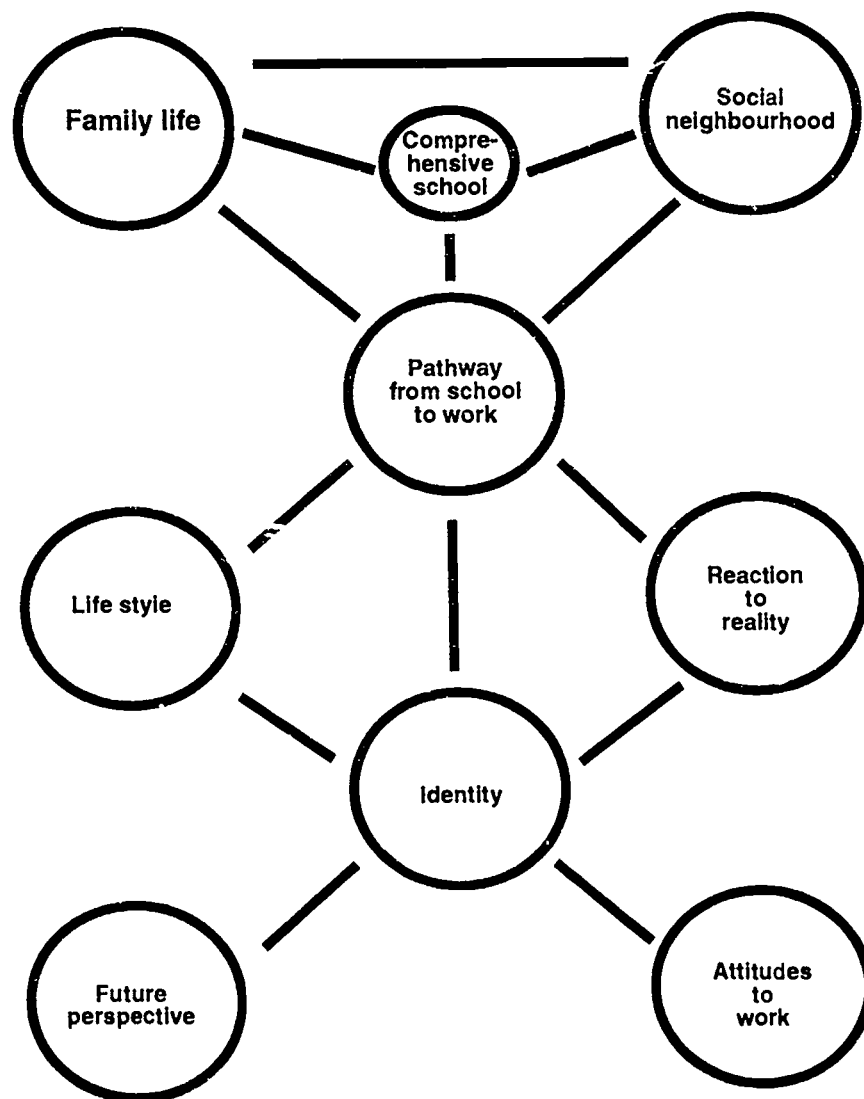 Family life
Social
neighbourhood
Compre-
hensive
school
Pathway
from school
to work
Life style
Reaction
to
reality
Identity
Future
perspective
Attitudes
to
work